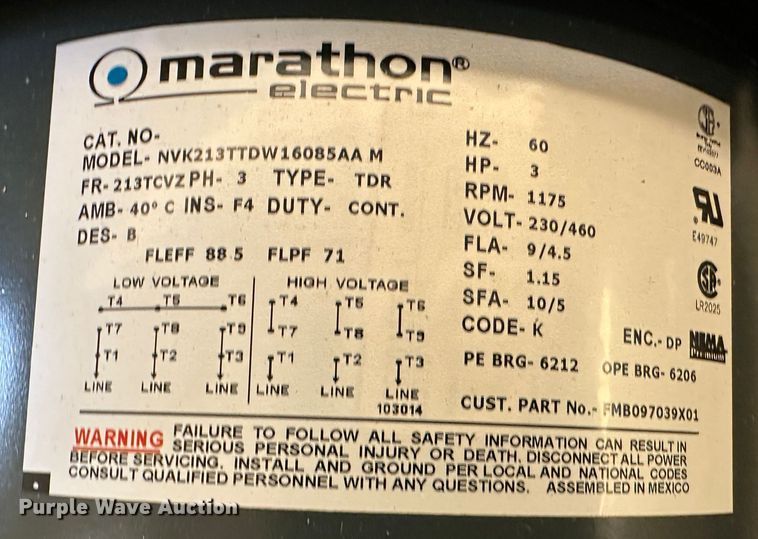 marathon®
electric
CAT. NO-
MODEL- NVK213TTDW16085AA M
FR- 213TCVZ PH- 3 TYPE- TDR
AMB- 40° C INS- F4 DUTY- CONT.
DES- B
FLEFF 88.5 FLPF 71
HZ- 60
HP- 3
RPM- 1175
VOLT- 230/460
FLA- 9/4.5
SF- 1.15
SFA- 10/5
CODE- K
ENC.- DP
PE BRG- 6212 OPE BRG- 6206
CUST. PART No.- FMB097039X01
CC003A
E49747
LR2025
NEMA
Premium
LOW VOLTAGE HIGH VOLTAGE
T4 T5 T6 T4 T5 T6
T7 T8 T9 T7 T8 T9
T1 T2 T3 T1 T2 T3
LINE LINE LINE LINE LINE LINE
103014
WARNING FAILURE TO FOLLOW ALL SAFETY INFORMATION CAN RESULT IN
SERIOUS PERSONAL INJURY OR DEATH. DISCONNECT ALL POWER
BEFORE SERVICING. INSTALL AND GROUND PER LOCAL AND NATIONAL CODES
CONSULT QUALIFIED PERSONNEL WITH ANY QUESTIONS. ASSEMBLED IN MEXICO
Purple Wave Auction